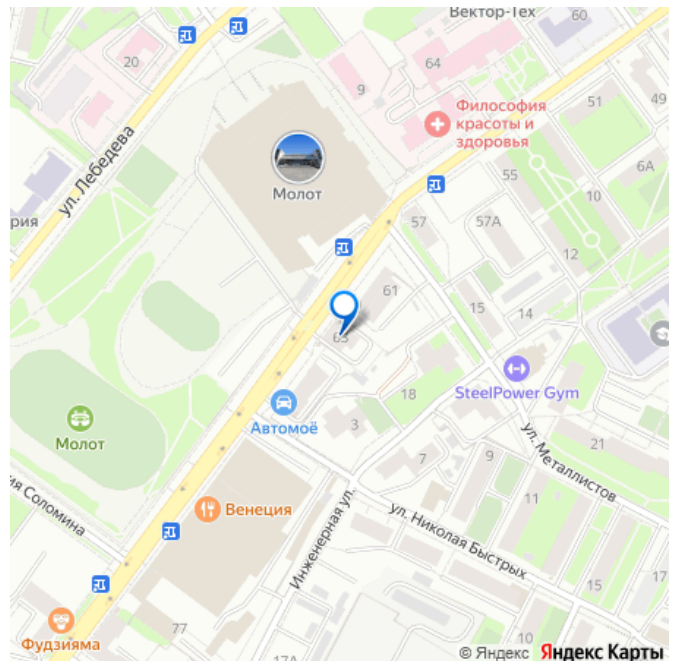 Вектор-Тех
60
20
64
9
Философия
красоты и
здоровья
51
49
ул. Лебедева
Молот
55
6А
10
рия
57
57А
12
61
15
14
63
SteelPower Gym
18
Автомоё
3
Молот
ул. Металлистов
21
7
9
11
ия Соломина
Венеция
Инженерная ул.
ул. Николая Быстрых
15
17
Фудзияма
77
17А
© Яндекс Яндекс Карты